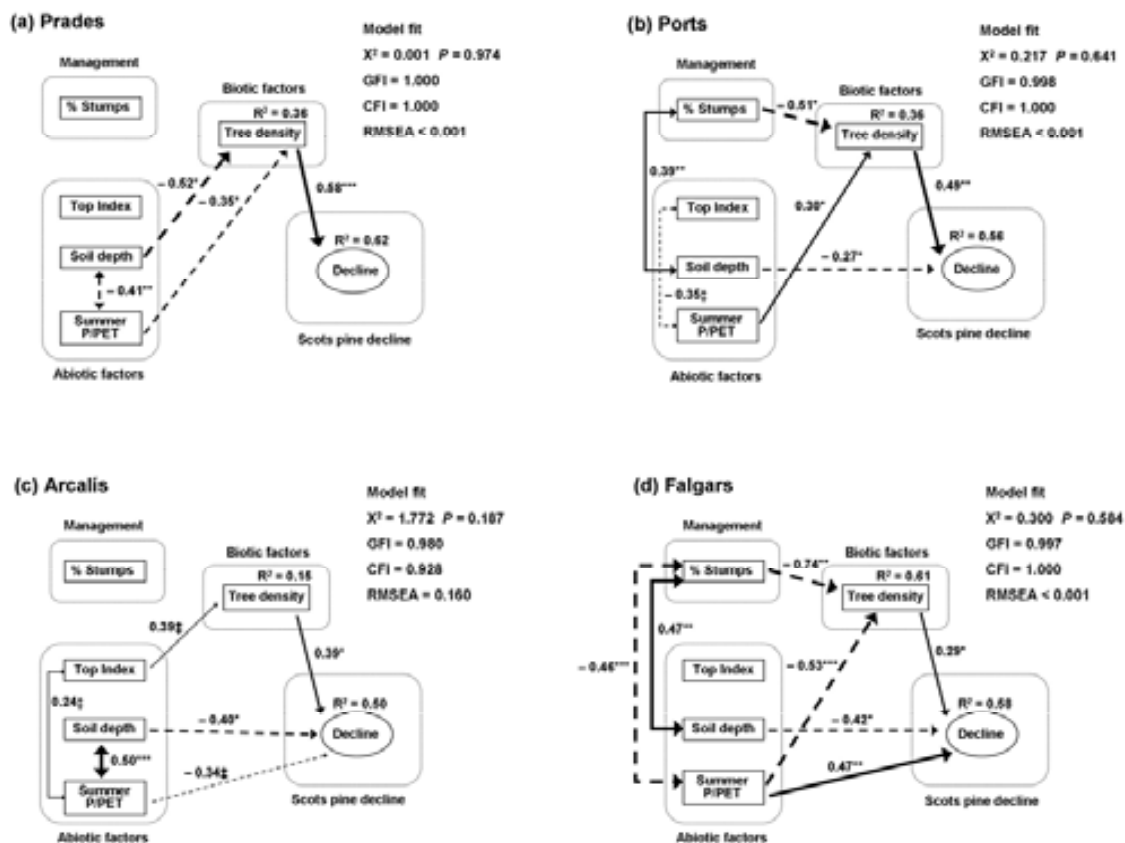 (a) Prades
Model fit
X² = 0.001 P = 0.974
GFI = 1.000
CFI = 1.000
RMSEA < 0.001
Management
% Stumps
Biotic factors
R² = 0.36
Tree density
– 0.52*
– 0.35*
0.58***
Top Index
Soil depth
– 0.41**
Summer
P/PET
Abiotic factors
R² = 0.62
Decline
Scots pine decline
(b) Ports
Model fit
X² = 0.217 P = 0.641
GFI = 0.998
CFI = 1.000
RMSEA < 0.001
Management
% Stumps
– 0.51*
Biotic factors
R² = 0.36
Tree density
0.39**
0.30*
0.49**
Top Index
Soil depth
– 0.27*
– 0.35‡
Summer
P/PET
Abiotic factors
R² = 0.56
Decline
Scots pine decline
(c) Arcalís
Model fit
X² = 1.772 P = 0.187
GFI = 0.980
CFI = 0.928
RMSEA = 0.160
Management
% Stumps
Biotic factors
R² = 0.15
Tree density
0.39‡
0.39*
Top Index
0.24‡
Soil depth
– 0.40*
0.50***
– 0.34‡
Summer
P/PET
Abiotic factors
R² = 0.50
Decline
Scots pine decline
(d) Falgars
Model fit
X² = 0.300 P = 0.584
GFI = 0.997
CFI = 1.000
RMSEA < 0.001
Management
% Stumps
– 0.74**
Biotic factors
R² = 0.61
Tree density
0.47**
– 0.46***
– 0.53***
0.29*
Top Index
Soil depth
– 0.42*
0.47**
Summer
P/PET
Abiotic factors
R² = 0.58
Decline
Scots pine decline